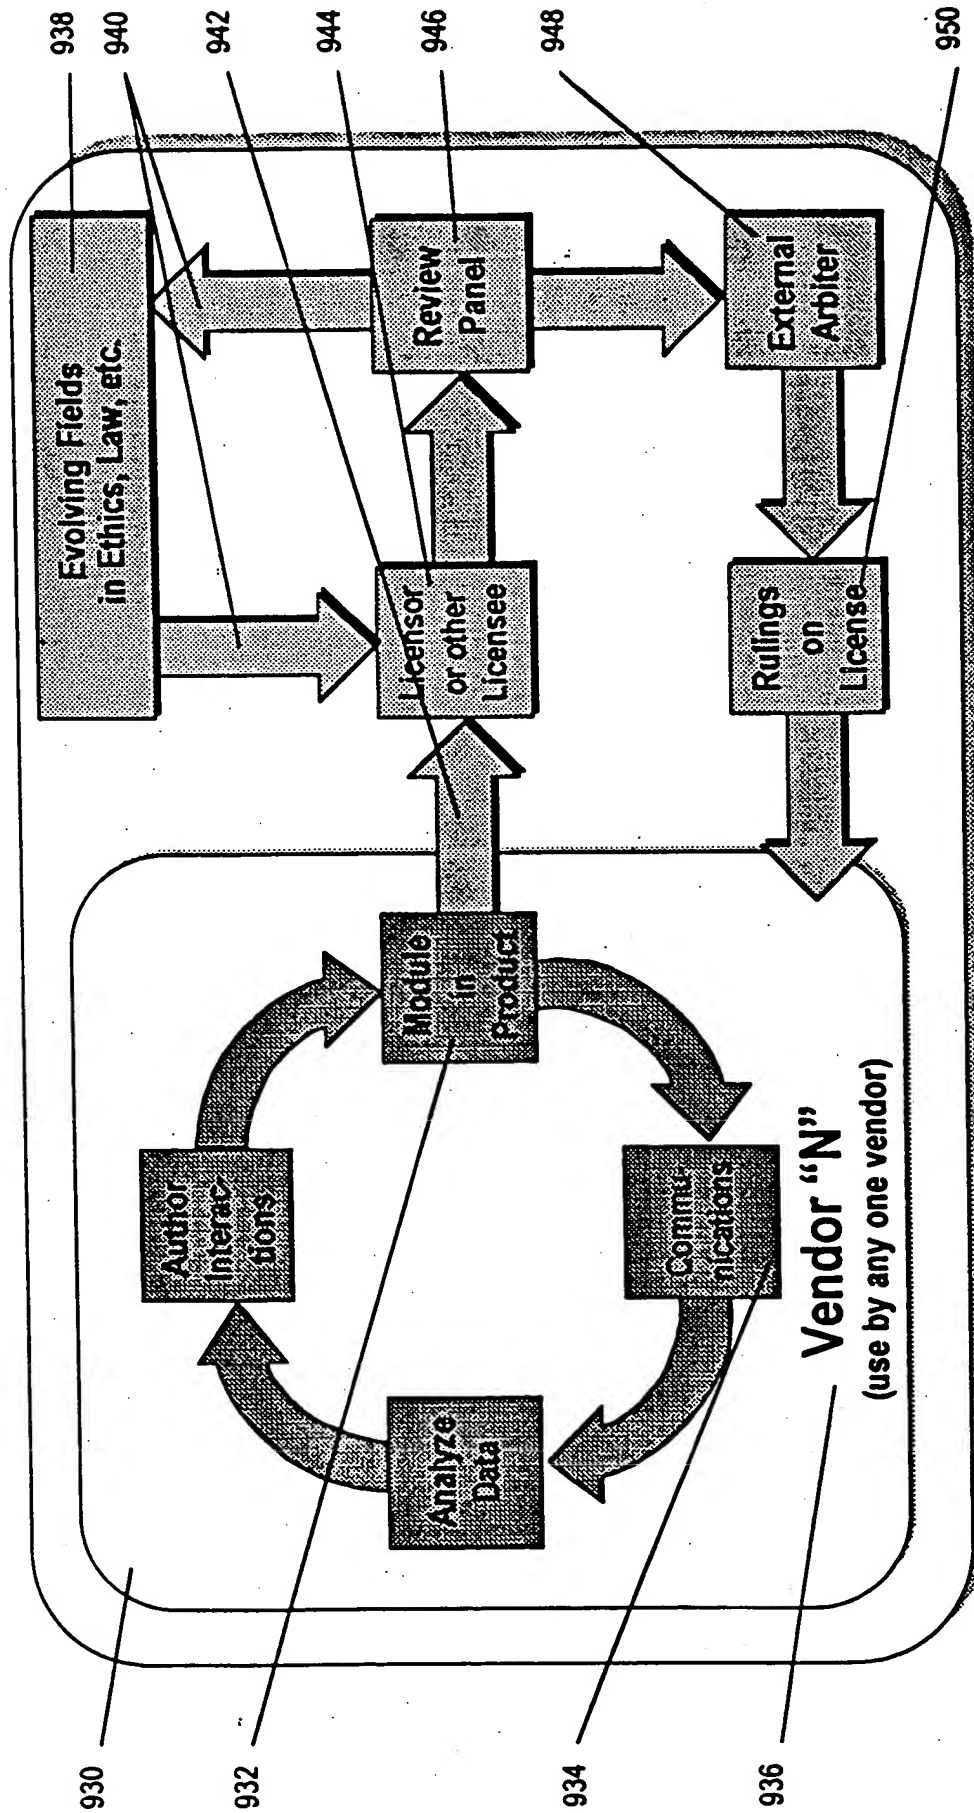 938
940
942
944
946
948
950
Evolving Fields
in Ethics, Law, etc.
Author
Interac-
tions
Analyze
Data
Module
in
Product
Commu-
nications
Licensor
or other
Licensee
Review
Panel
External
Arbiter
Rulings
on
License
Vendor “N”
(use by any one vendor)
930
932
934
936